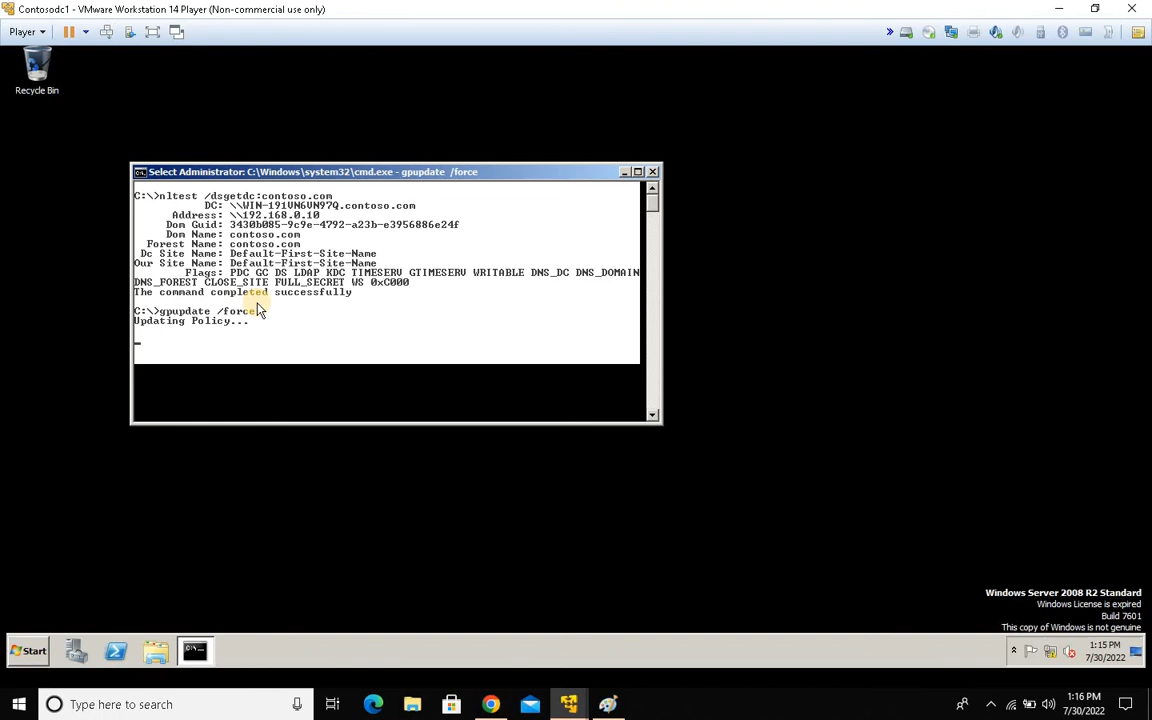 Contosodc1 - VMware Workstation 14 Player (Non-commercial use only)
Player
Recycle Bin
Select Administrator: C:\Windows\system32\cmd.exe - gpupdate /force
C:\>nltest /dsgetdc:contoso.com
DC: \\WIN-191VN6VN97Q.contoso.com
Address: \\192.168.0.10
Dom Guid: 3430b085-9c9e-4792-a23b-e3956886e24f
Dom Name: contoso.com
Forest Name: contoso.com
Dc Site Name: Default-First-Site-Name
Our Site Name: Default-First-Site-Name
Flags: PDC GC DS LDAP KDC TIMESERV GTIMESERV WRITABLE DNS_DC DNS_DOMAIN
DNS_FOREST CLOSE_SITE FULL_SECRET WS 0xC000
The command completed successfully
C:\>gpupdate /force
Updating Policy...
Windows Server 2008 R2 Standard
Windows License is expired
Build 7601
This copy of Windows is not genuine
Start
1:15 PM
7/30/2022
Type here to search
1:16 PM
7/30/2022